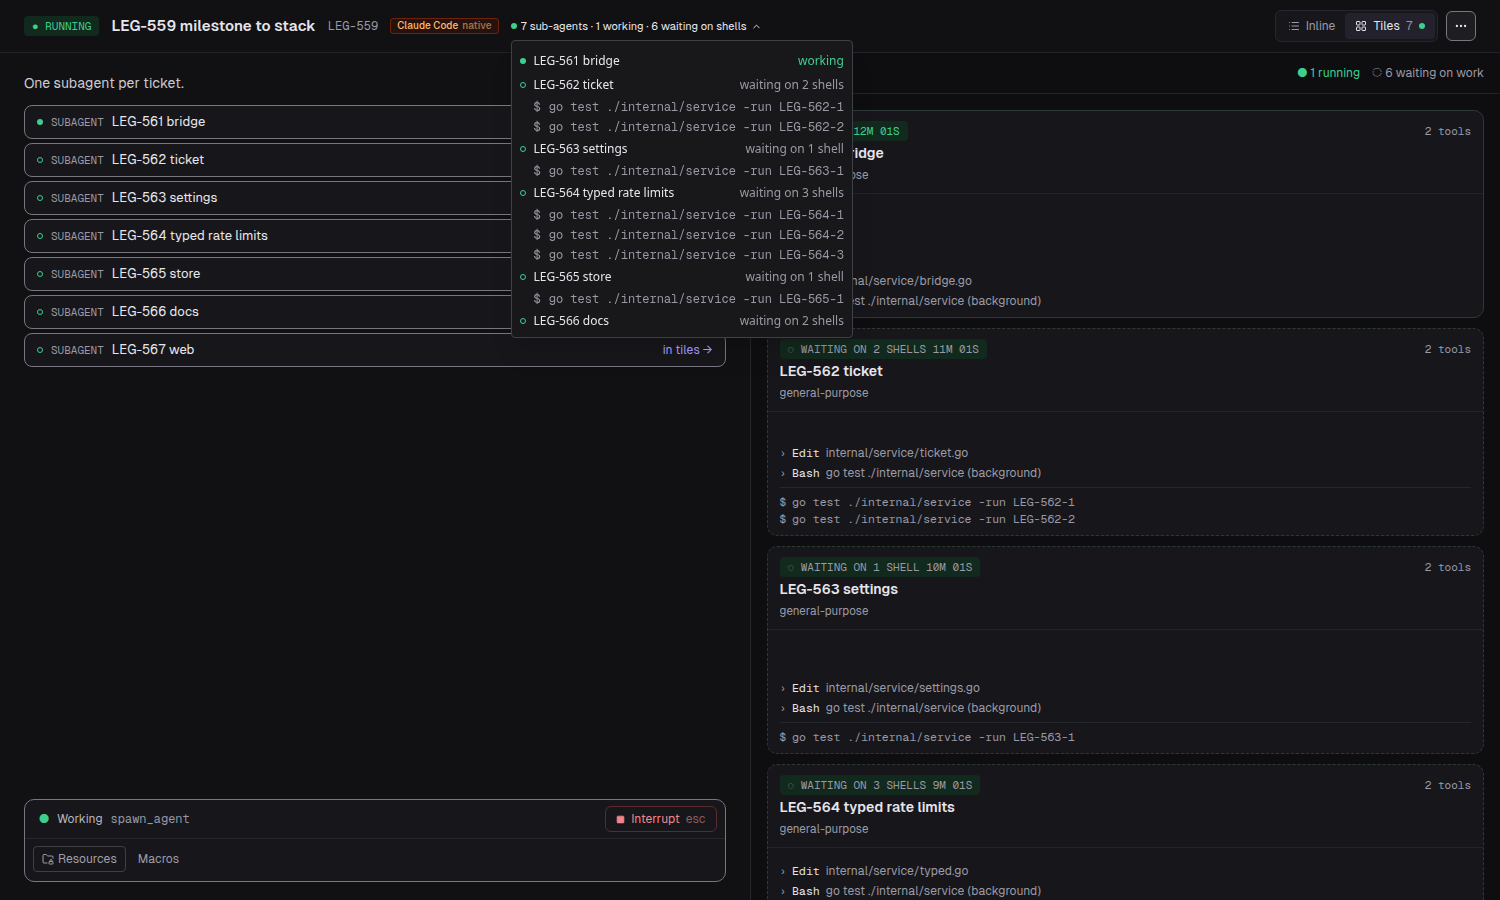 RUNNING LEG-559 milestone to stack LEG-559 Claude Code native 7 sub-agents · 1 working · 6 waiting on shells Inline Tiles 7 ···
1 running 6 waiting on work
One subagent per ticket.
SUBAGENT LEG-561 bridge
SUBAGENT LEG-562 ticket
SUBAGENT LEG-563 settings
SUBAGENT LEG-564 typed rate limits
SUBAGENT LEG-565 store
SUBAGENT LEG-566 docs
SUBAGENT LEG-567 web in tiles →
LEG-561 bridge working
LEG-562 ticket waiting on 2 shells
$ go test ./internal/service -run LEG-562-1
$ go test ./internal/service -run LEG-562-2
LEG-563 settings waiting on 1 shell
$ go test ./internal/service -run LEG-563-1
LEG-564 typed rate limits waiting on 3 shells
$ go test ./internal/service -run LEG-564-1
$ go test ./internal/service -run LEG-564-2
$ go test ./internal/service -run LEG-564-3
LEG-565 store waiting on 1 shell
$ go test ./internal/service -run LEG-565-1
LEG-566 docs waiting on 2 shells
12M 01S 2 tools
idge
ose
nal/service/bridge.go
est ./internal/service (background)
WAITING ON 2 SHELLS 11M 01S 2 tools
LEG-562 ticket
general-purpose
› Edit internal/service/ticket.go
› Bash go test ./internal/service (background)
$ go test ./internal/service -run LEG-562-1
$ go test ./internal/service -run LEG-562-2
WAITING ON 1 SHELL 10M 01S 2 tools
LEG-563 settings
general-purpose
› Edit internal/service/settings.go
› Bash go test ./internal/service (background)
$ go test ./internal/service -run LEG-563-1
WAITING ON 3 SHELLS 9M 01S 2 tools
LEG-564 typed rate limits
general-purpose
› Edit internal/service/typed.go
› Bash go test ./internal/service (background)
Working spawn_agent Interrupt esc
Resources Macros